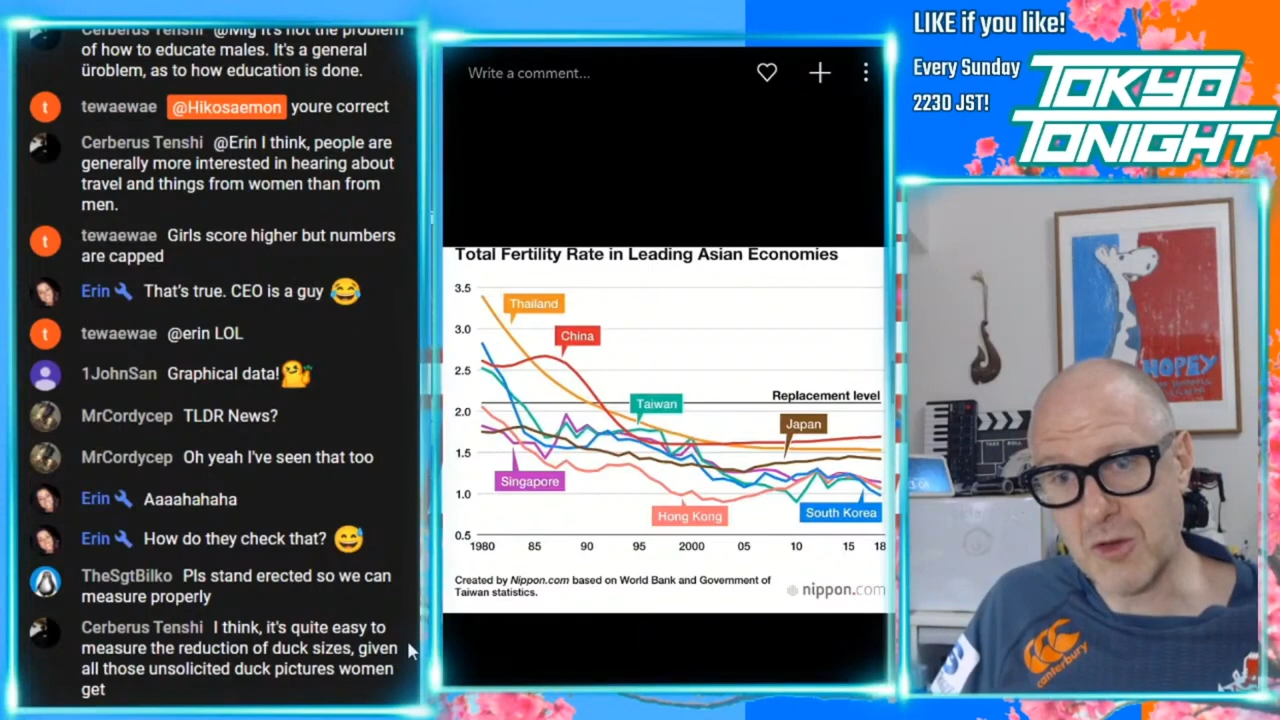 Cerberus Tenshi @Mig It's not the problem
of how to educate males. It's a general
üroblem, as to how education is done.
tewaewae @Hikosaemon youre correct
Cerberus Tenshi @Erin I think, people are
generally more interested in hearing about
travel and things from women than from
men.
tewaewae Girls score higher but numbers
are capped
Erin That's true. CEO is a guy
tewaewae @erin LOL
1JohnSan Graphical data!
MrCordycep TLDR News?
MrCordycep Oh yeah I've seen that too
Erin Aaaahahaha
Erin How do they check that?
TheSgtBilko Pls stand erected so we can
measure properly
Cerberus Tenshi I think, it's quite easy to
measure the reduction of duck sizes, given
all those unsolicited duck pictures women
get
Write a comment...
Total Fertility Rate in Leading Asian Economies
3.5
3.0
2.5
2.0
1.5
1.0
0.5
Thailand
China
Replacement level
Taiwan
Japan
Singapore
Hong Kong
South Korea
1980 85 90 95 2000 05 10 15 18
Created by Nippon.com based on World Bank and Government of
Taiwan statistics.
nippon.com
LIKE if you like!
Every Sunday
2230 JST!
TOKYO
TONIGHT
HOPEY
canterbury
t
t
t